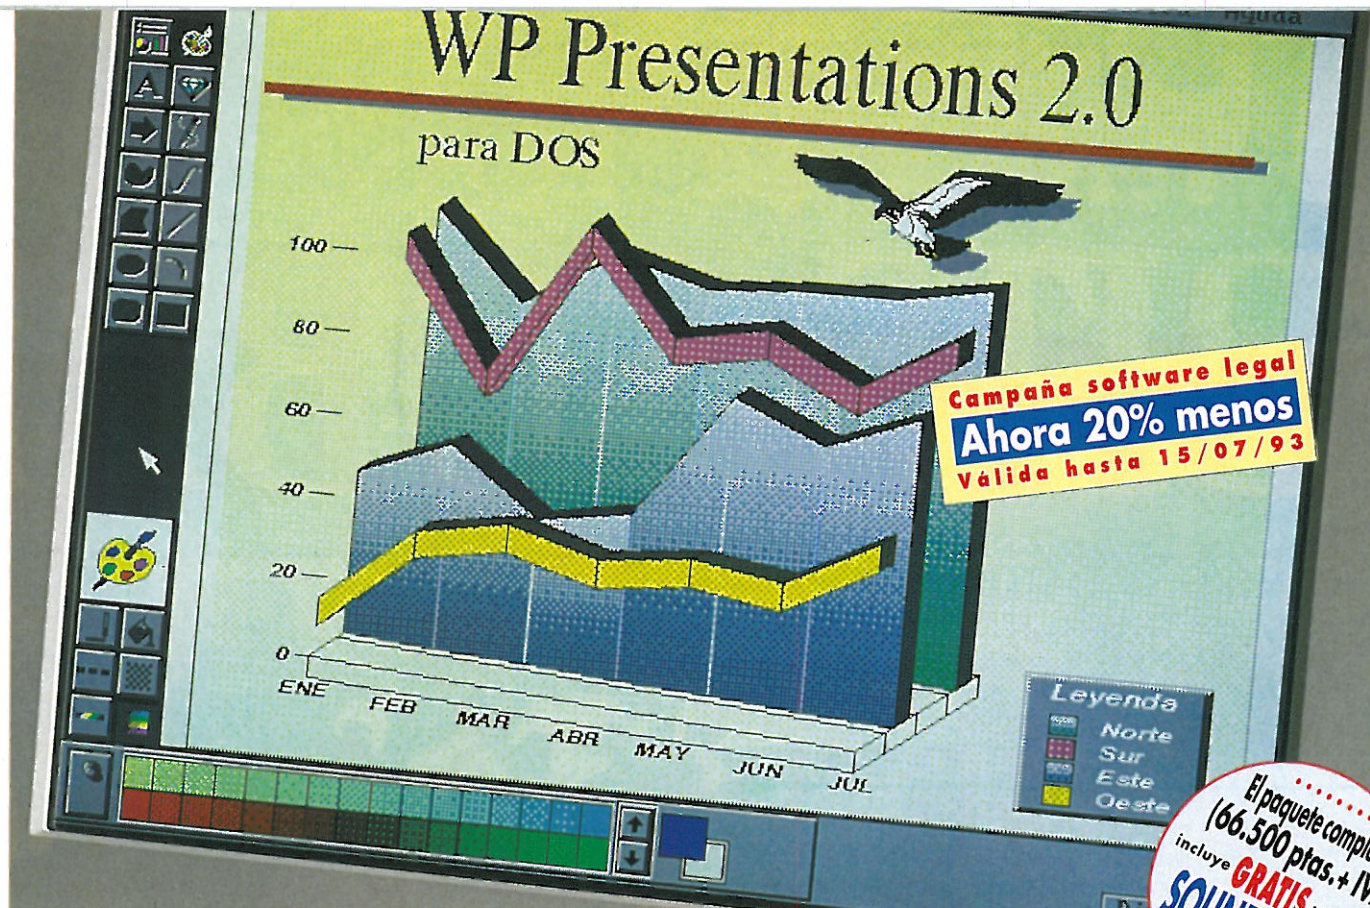 Ayuda
WP Presentations 2.0
para DOS
100
80
60
40
20
0
ENE
FEB
MAR
ABR
MAY
JUN
JUL
Campaña software legal
Ahora 20% menos
Válida hasta 15/07/93
Leyenda
Norte
Sur
Este
Oeste
El paquete
(66.500 ptas. +
incluye GRATIS
A